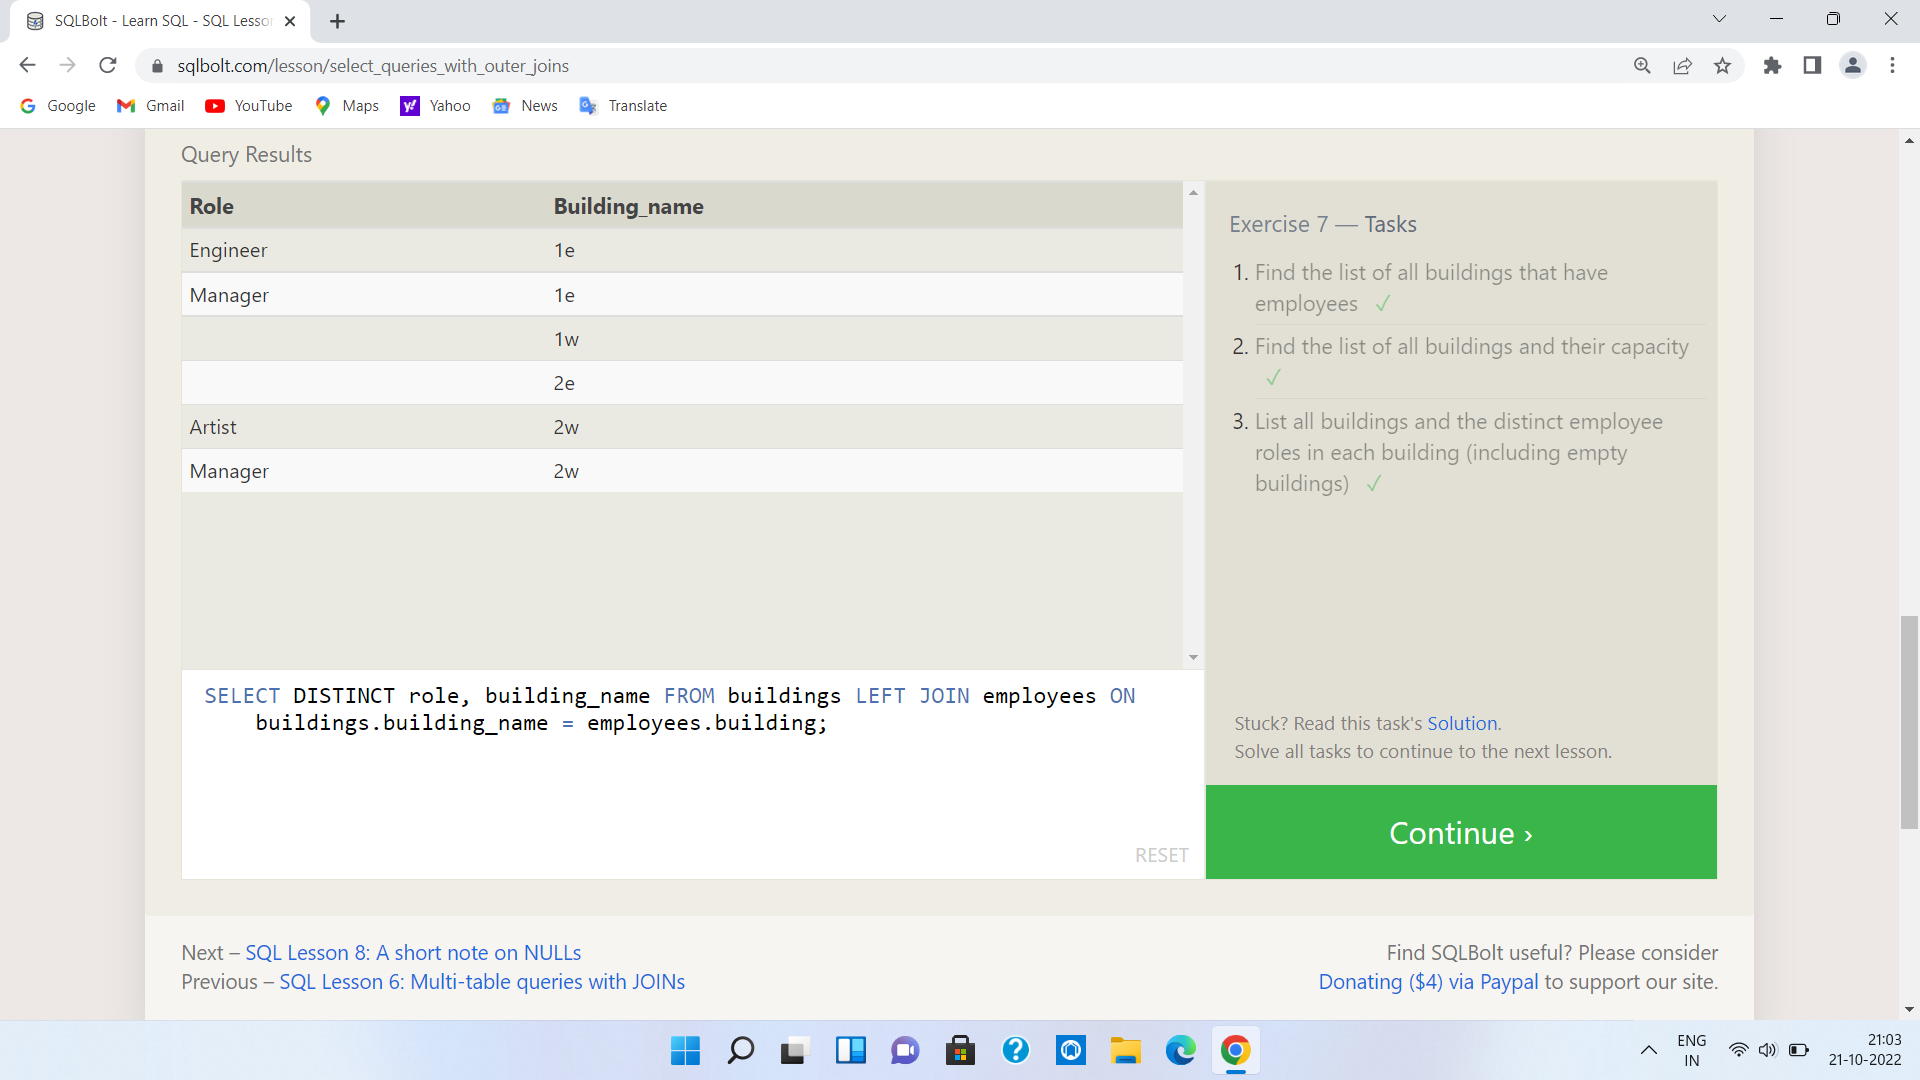 SQLBolt - Learn SQL - SQL Lesson
sqlbolt.com/lesson/select_queries_with_outer_joins
Google Gmail YouTube Maps Yahoo News Translate
Query Results
Role Building_name
Engineer 1e
Manager 1e
1w
2e
Artist 2w
Manager 2w
SELECT DISTINCT role, building_name FROM buildings LEFT JOIN employees ON
buildings.building_name = employees.building;
RESET
Exercise 7 — Tasks
1. Find the list of all buildings that have
employees ✓
2. Find the list of all buildings and their capacity
✓
3. List all buildings and the distinct employee
roles in each building (including empty
buildings) ✓
Stuck? Read this task's Solution.
Solve all tasks to continue to the next lesson.
Continue ›
Next – SQL Lesson 8: A short note on NULLs
Previous – SQL Lesson 6: Multi-table queries with JOINs
Find SQLBolt useful? Please consider
Donating ($4) via Paypal to support our site.
ENG
IN
21:03
21-10-2022